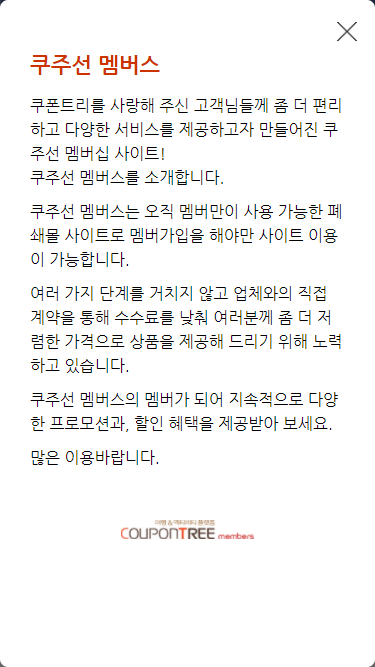 쿠주선 멤버스
쿠폰트리를 사랑해 주신 고객님들께 좀 더 편리
하고 다양한 서비스를 제공하고자 만들어진 쿠
주선 멤버십 사이트!
쿠주선 멤버스를 소개합니다.
쿠주선 멤버스는 오직 멤버만이 사용 가능한 폐
쇄몰 사이트로 멤버가입을 해야만 사이트 이용
이 가능합니다.
여러 가지 단계를 거치지 않고 업체와의 직접
계약을 통해 수수료를 낮춰 여러분께 좀 더 저
렴한 가격으로 상품을 제공해 드리기 위해 노력
하고 있습니다.
쿠주선 멤버스의 멤버가 되어 지속적으로 다양
한 프로모션과, 할인 혜택을 제공받아 보세요.
많은 이용바랍니다.
여행 & 액티비티 플랫폼
COUPONTREE members